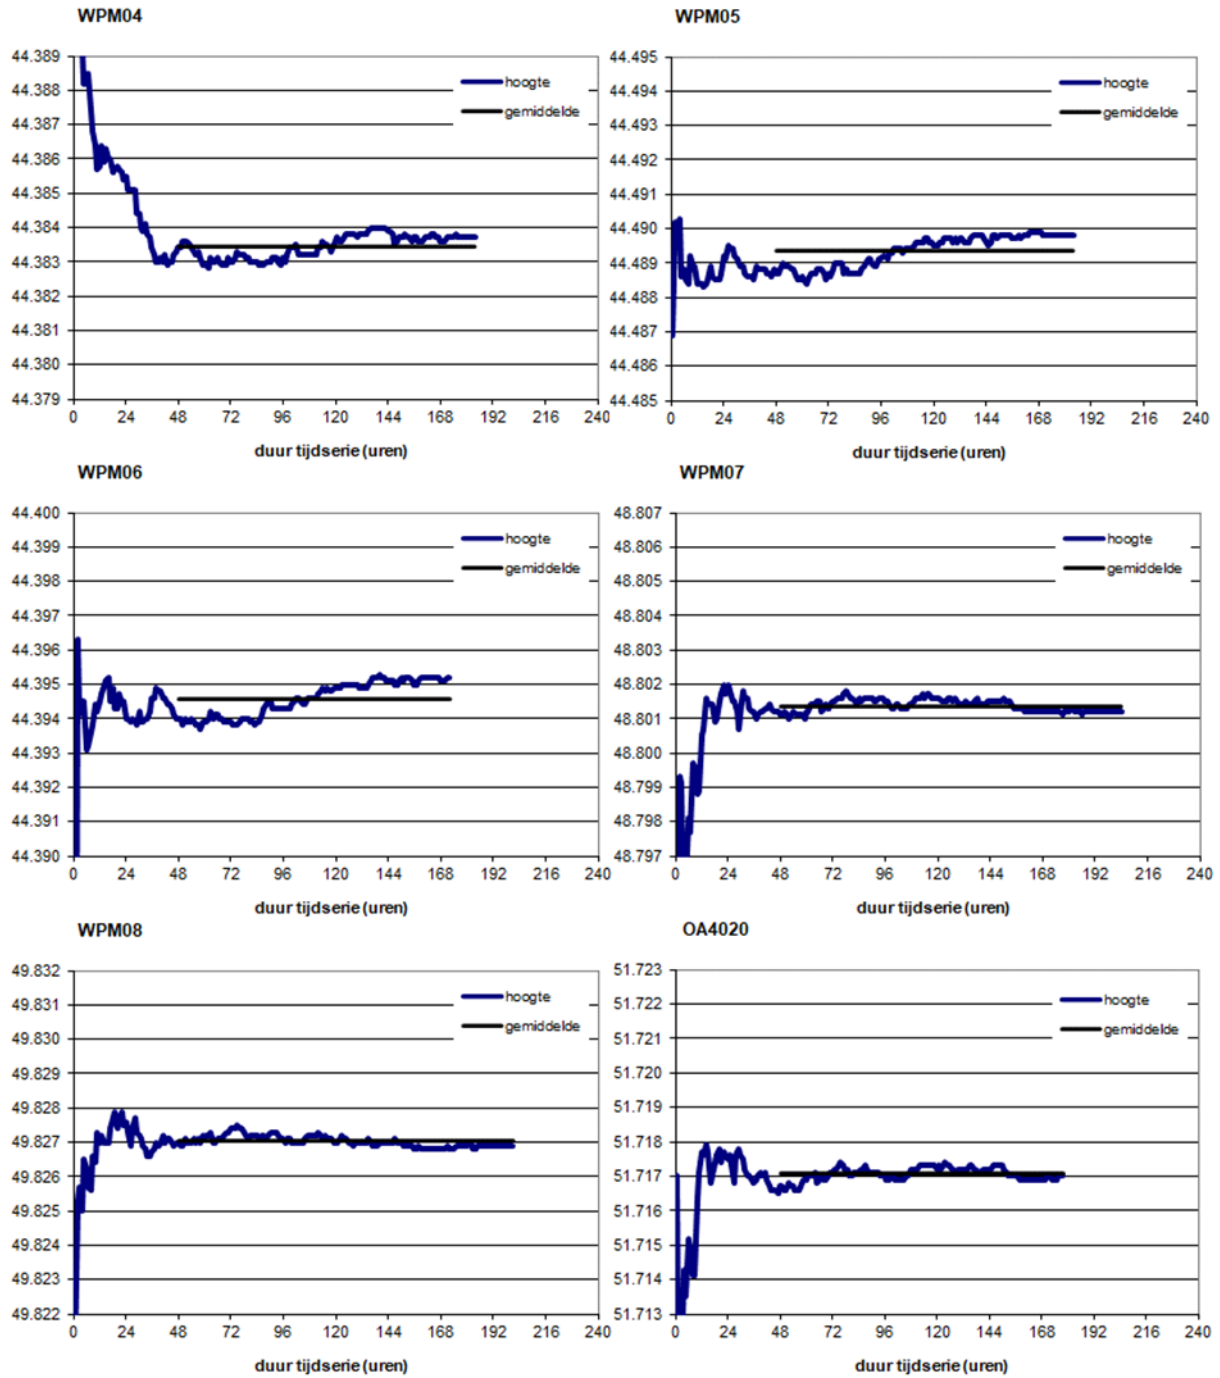 WPM04
44.389
44.388
44.387
44.386
44.385
44.384
44.383
44.382
44.381
44.380
44.379
hoogte
gemiddelde
0 24 48 72 96 120 144 168 192 216 240
duur tijdserie (uren)
WPM05
44.495
44.494
44.493
44.492
44.491
44.490
44.489
44.488
44.487
44.486
44.485
hoogte
gemiddelde
0 24 48 72 96 120 144 168 192 216 240
duur tijdserie (uren)
WPM06
44.400
44.399
44.398
44.397
44.396
44.395
44.394
44.393
44.392
44.391
44.390
hoogte
gemiddelde
0 24 48 72 96 120 144 168 192 216 240
duur tijdserie (uren)
WPM07
48.807
48.806
48.805
48.804
48.803
48.802
48.801
48.800
48.799
48.798
48.797
hoogte
gemiddelde
0 24 48 72 96 120 144 168 192 216 240
duur tijdserie (uren)
WPM08
49.832
49.831
49.830
49.829
49.828
49.827
49.826
49.825
49.824
49.823
49.822
hoogte
gemiddelde
0 24 48 72 96 120 144 168 192 216 240
duur tijdserie (uren)
OA4020
51.723
51.722
51.721
51.720
51.719
51.718
51.717
51.716
51.715
51.714
51.713
hoogte
gemiddelde
0 24 48 72 96 120 144 168 192 216 240
duur tijdserie (uren)